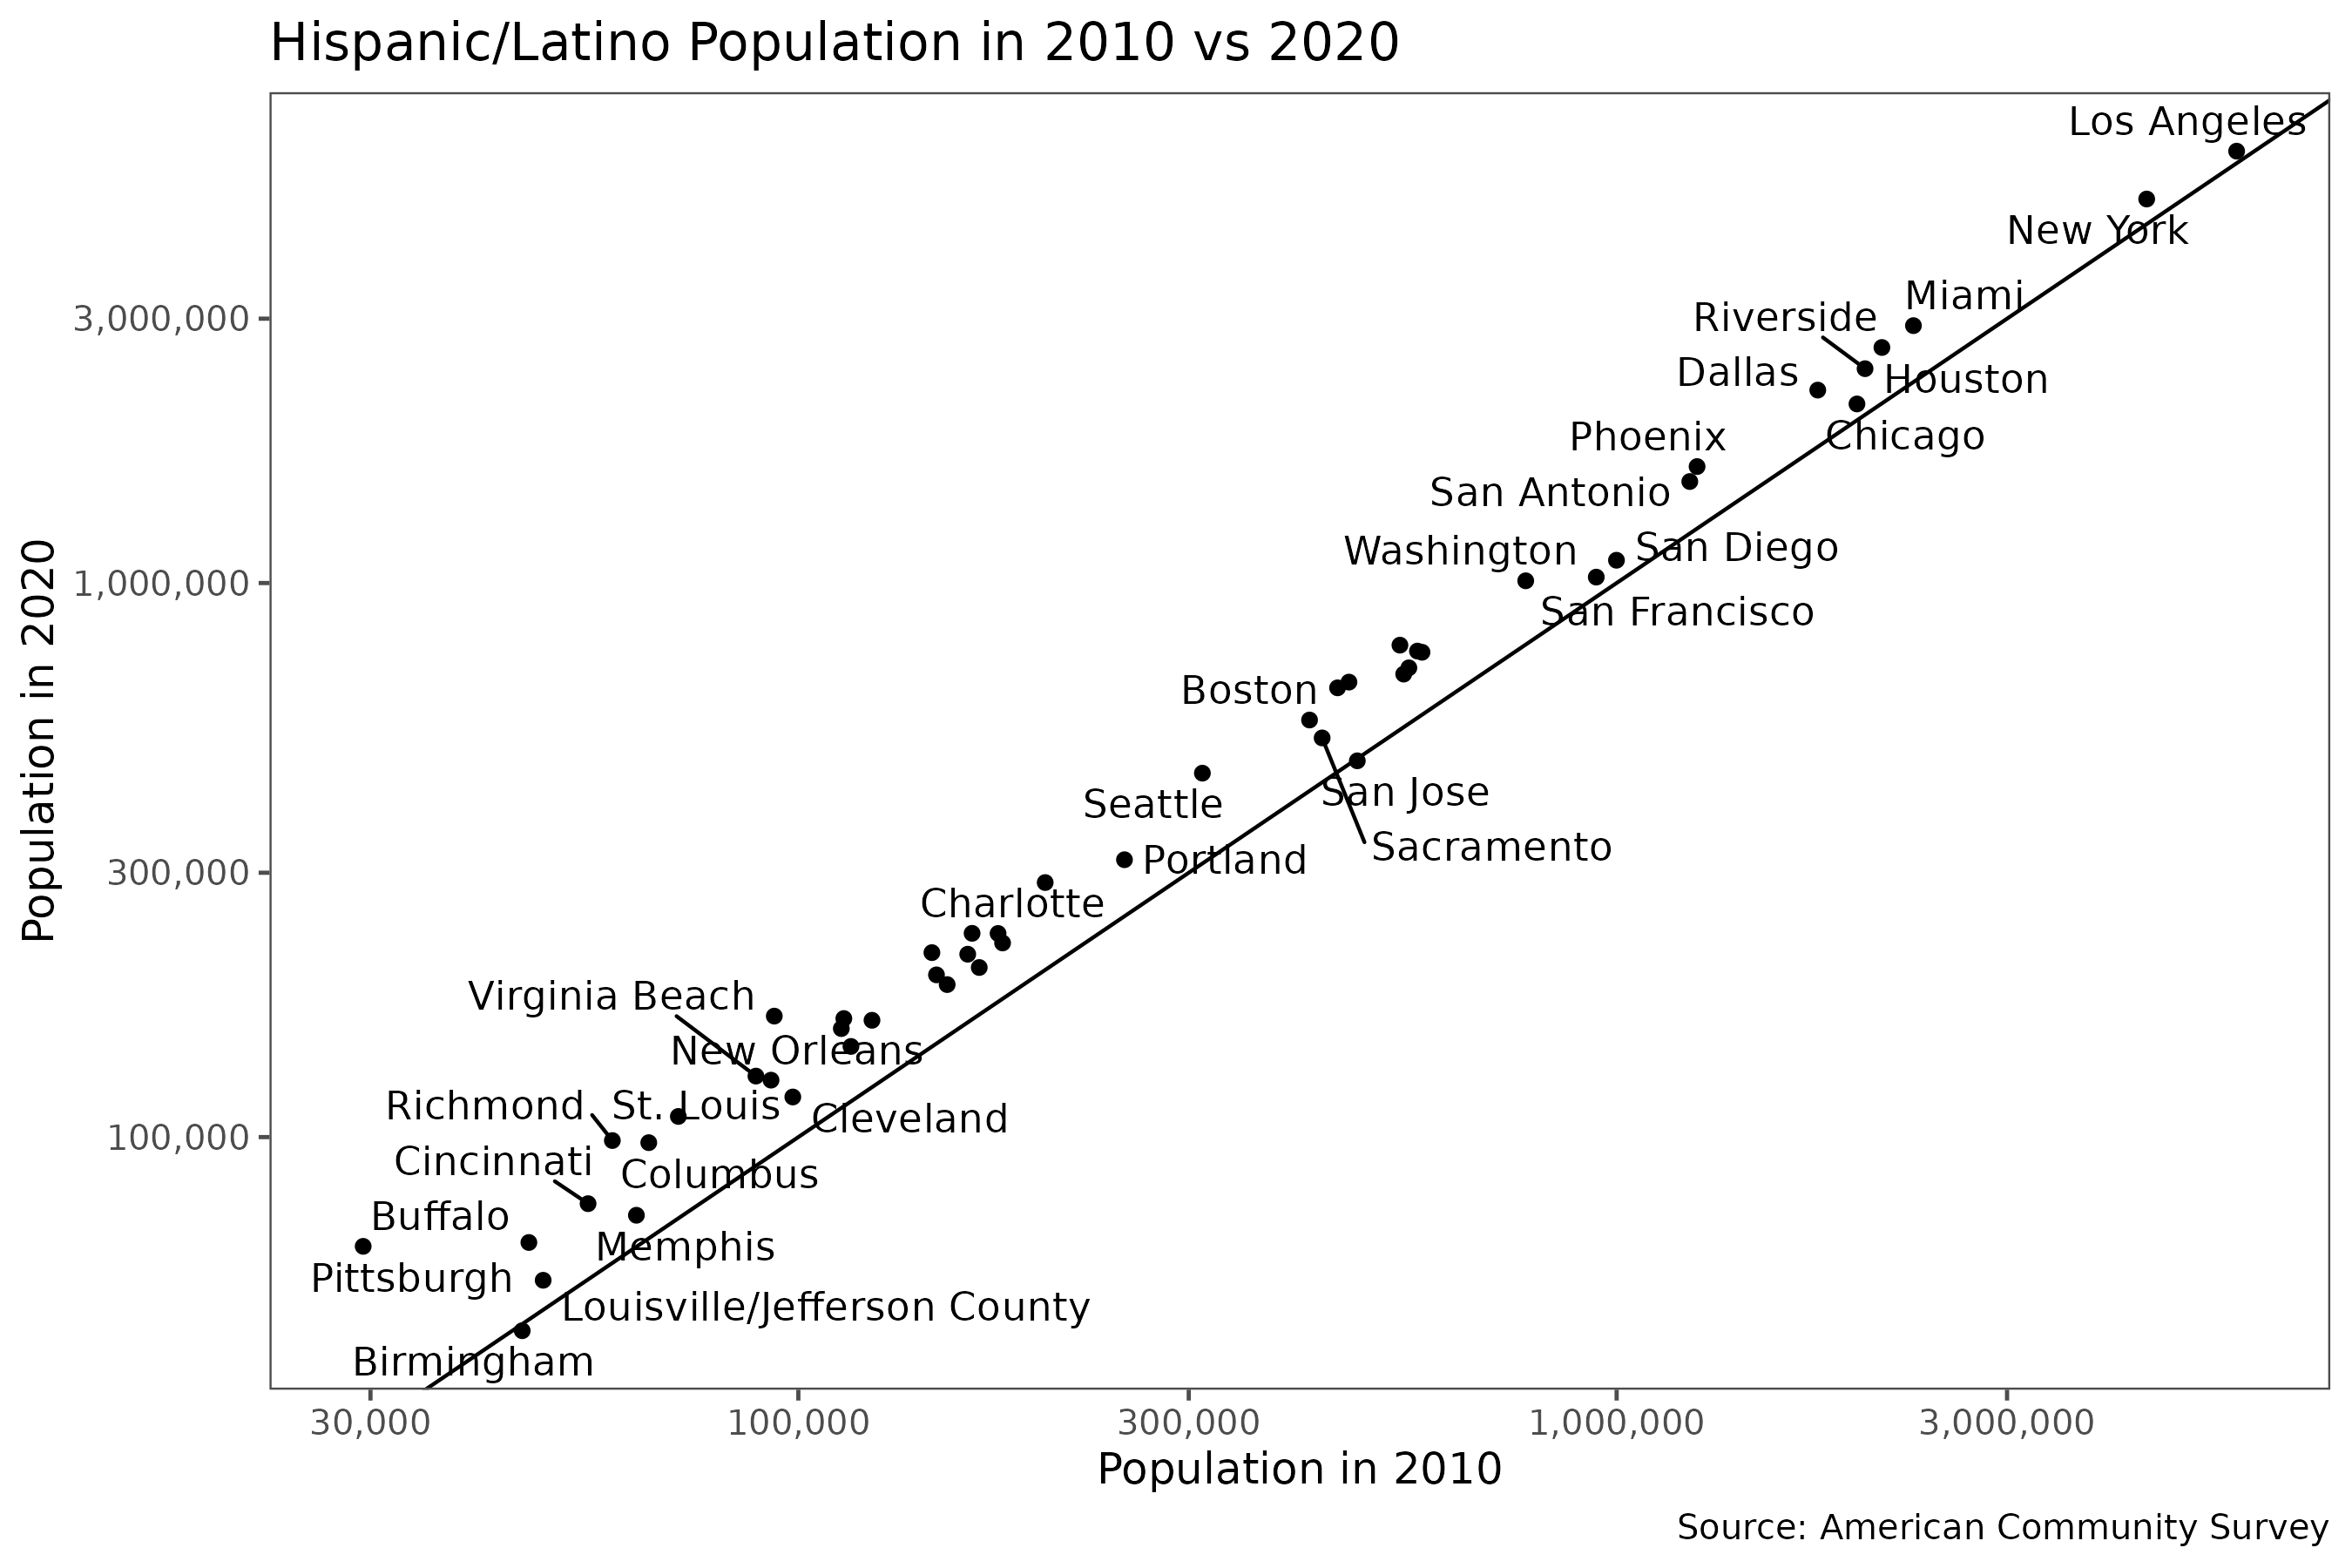 Hispanic/Latino Population in 2010 vs 2020
Los Angeles
New York
Miami
Riverside
Dallas
Houston
Chicago
Phoenix
San Antonio
Washington
San Diego
San Francisco
Boston
San Jose
Seattle
Sacramento
Portland
Charlotte
Virginia Beach
New Orleans
Richmond
St. Louis
Cleveland
Cincinnati
Columbus
Buffalo
Memphis
Pittsburgh
Louisville/Jefferson County
Birmingham
3,000,000
1,000,000
300,000
100,000
Population in 2020
30,000
100,000
300,000
1,000,000
3,000,000
Population in 2010
Source: American Community Survey